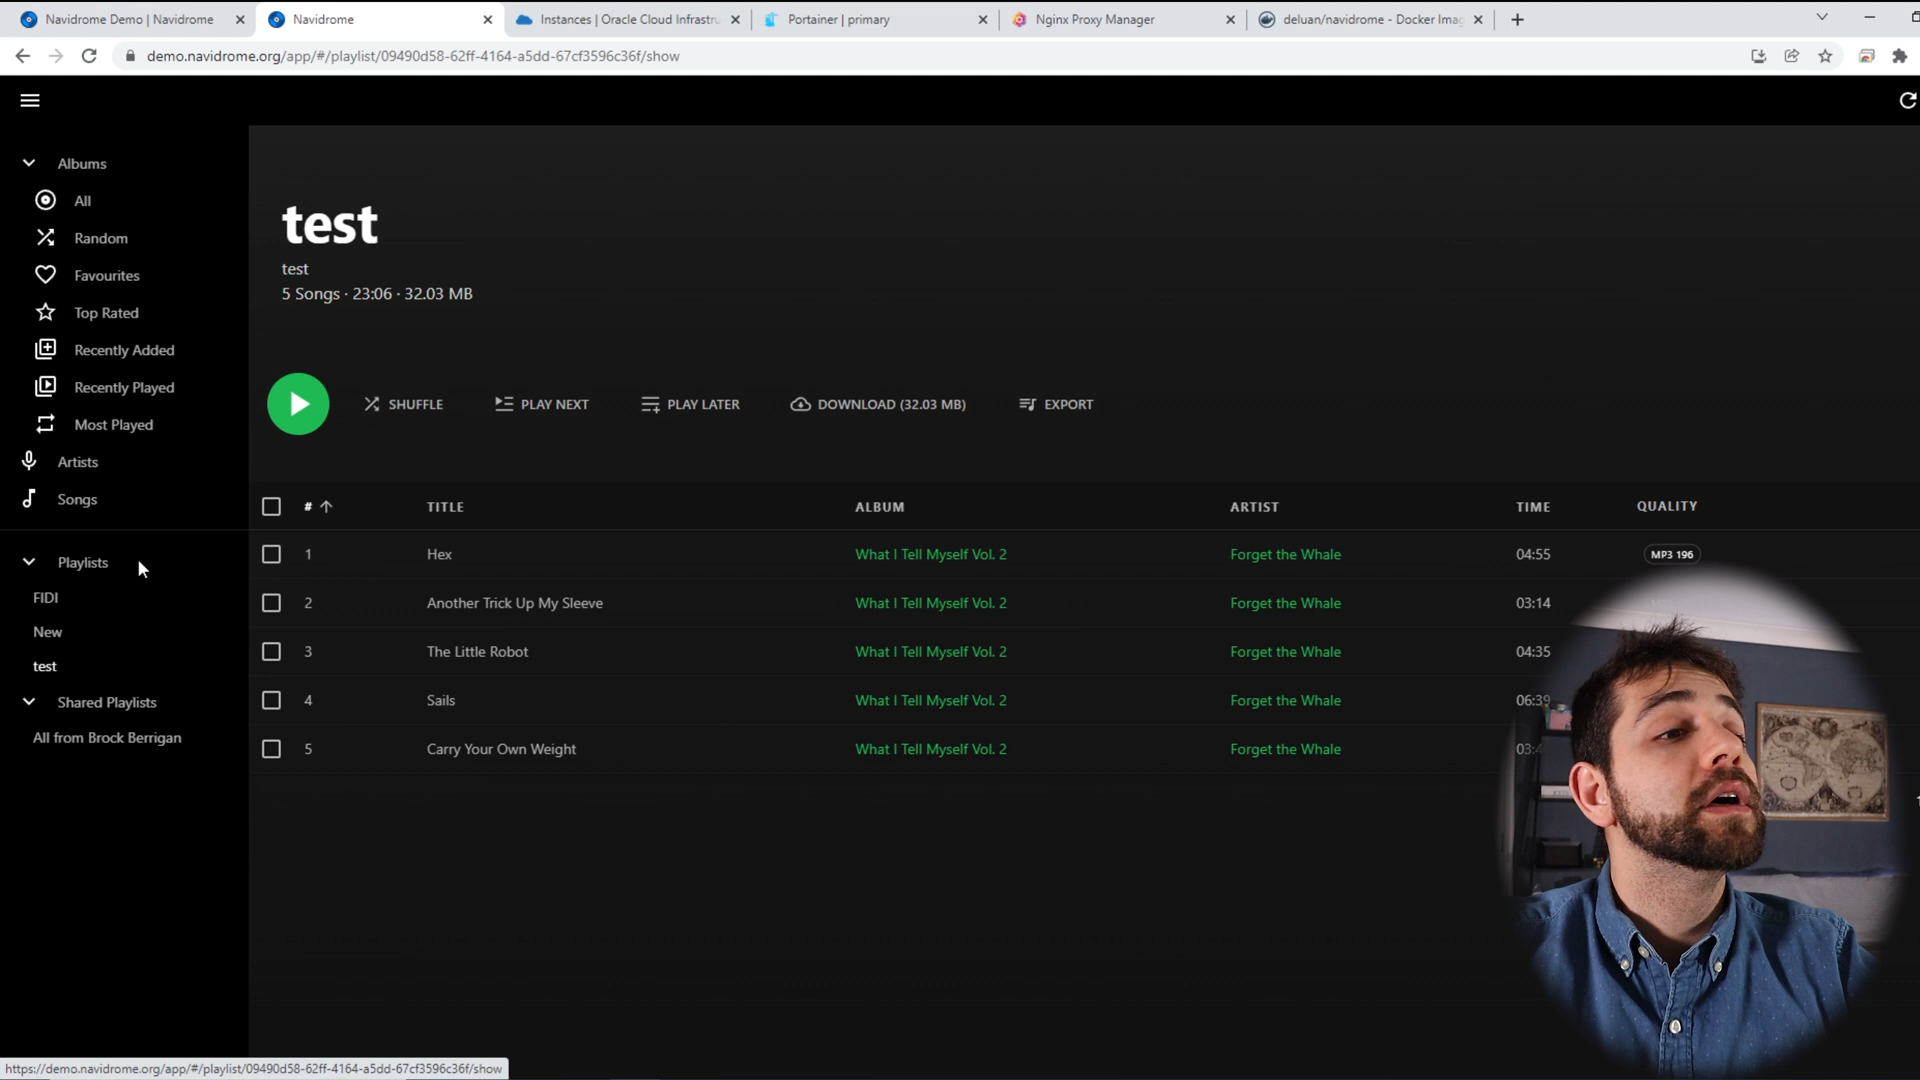 Navidrome Demo | Navidrome
Navidrome
Instances | Oracle Cloud Infrastru
Portainer | primary
Nginx Proxy Manager
deluan/navidrome - Docker Imag
demo.navidrome.org/app/#/playlist/09490d58-62ff-4164-a5dd-67cf3596c36f/show
Albums
All
Random
Favourites
Top Rated
Recently Added
Recently Played
Most Played
Artists
Songs
Playlists
FIDI
New
test
Shared Playlists
All from Brock Berrigan
test
test
5 Songs · 23:06 · 32.03 MB
SHUFFLE PLAY NEXT PLAY LATER DOWNLOAD (32.03 MB) EXPORT
# TITLE ALBUM ARTIST TIME QUALITY
1 Hex What I Tell Myself Vol. 2 Forget the Whale 04:55 MP3 196
2 Another Trick Up My Sleeve What I Tell Myself Vol. 2 Forget the Whale 03:14
3 The Little Robot What I Tell Myself Vol. 2 Forget the Whale 04:35
4 Sails What I Tell Myself Vol. 2 Forget the Whale 06:39
5 Carry Your Own Weight What I Tell Myself Vol. 2 Forget the Whale
https://demo.navidrome.org/app/#/playlist/09490d58-62ff-4164-a5dd-67cf3596c36f/show